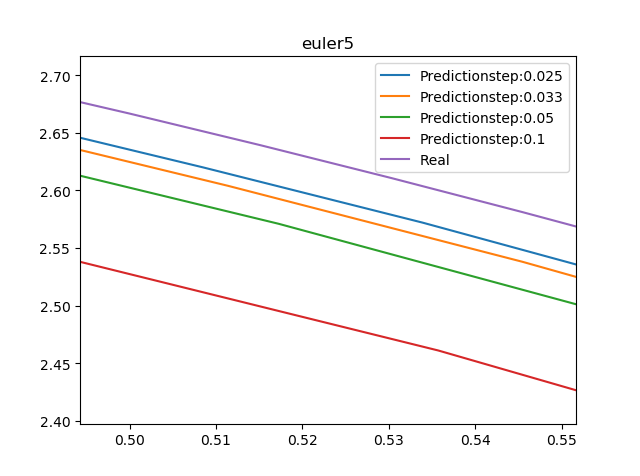 euler5
Predictionstep:0.025
Predictionstep:0.033
Predictionstep:0.05
Predictionstep:0.1
Real
2.70
2.65
2.60
2.55
2.50
2.45
2.40
0.50 0.51 0.52 0.53 0.54 0.55